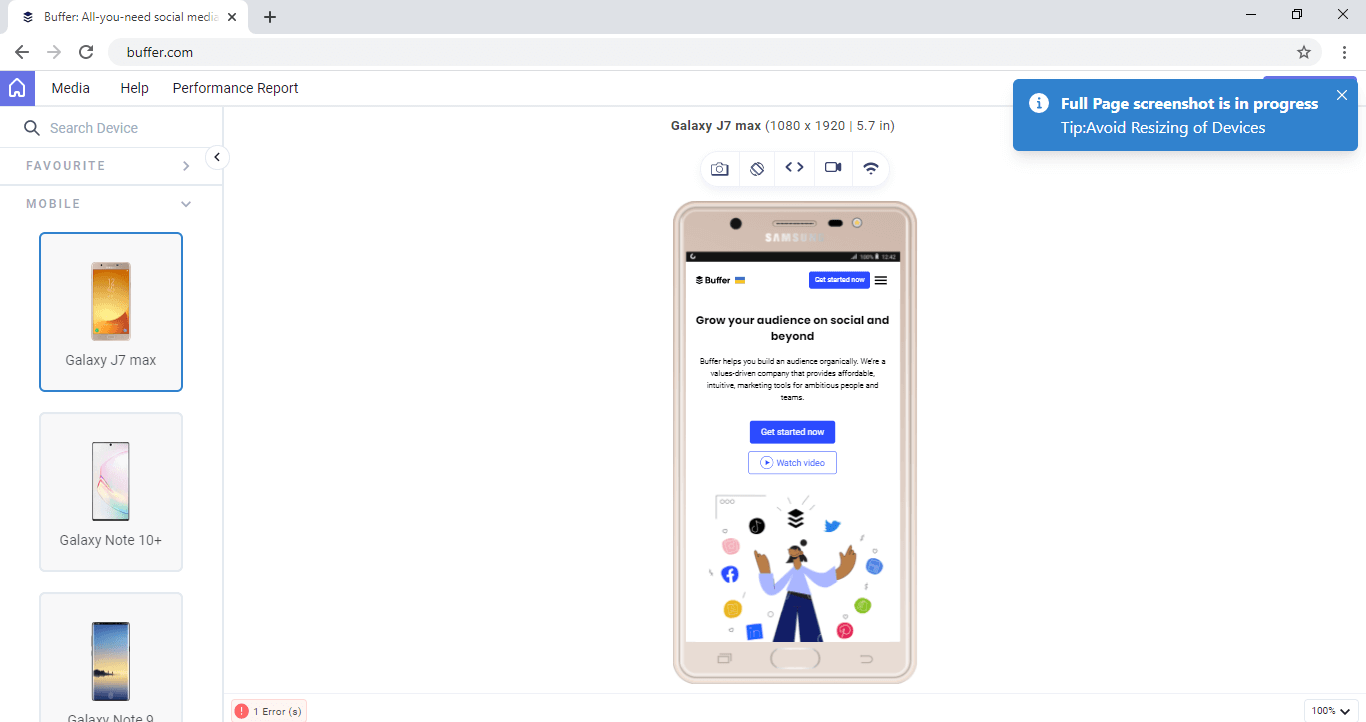 Buffer: All-you-need social media
buffer.com
Media
Help
Performance Report
Full Page screenshot is in progress
Tip:Avoid Resizing of Devices
Search Device
FAVOURITE
MOBILE
Galaxy J7 max
Galaxy Note 10+
Galaxy Note 9
Galaxy J7 max (1080 x 1920 | 5.7 in)
SAMSUNG
100% 12:42
Buffer
Get started now
Grow your audience on social and
beyond
Buffer helps you build an audience organically. We're a
values-driven company that provides affordable,
intuitive, marketing tools for ambitious people and
teams.
Get started now
Watch video
in
1 Error (s)
100%